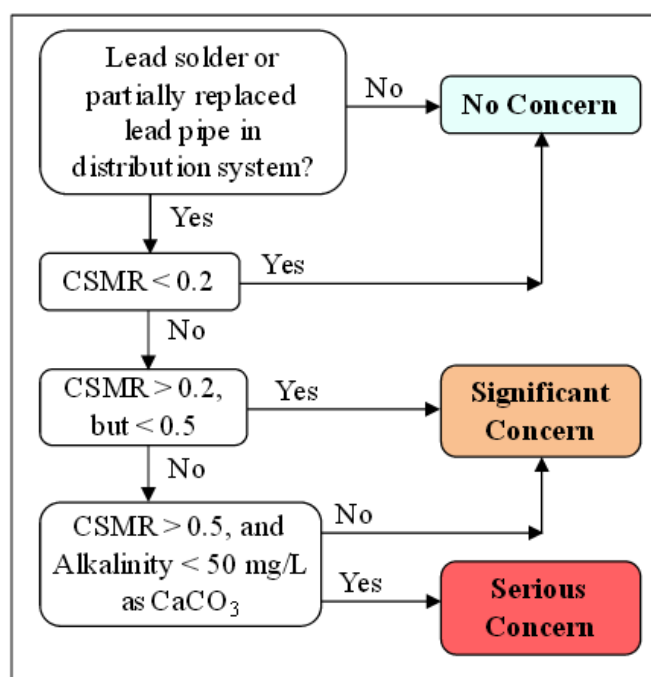 Lead solder or
partially replaced
lead pipe in
distribution system?
No
No Concern
Yes
CSMR < 0.2
Yes
No
CSMR > 0.2,
but < 0.5
Yes
Significant
Concern
No
CSMR > 0.5, and
Alkalinity < 50 mg/L
as CaCO₃
No
Yes
Serious
Concern